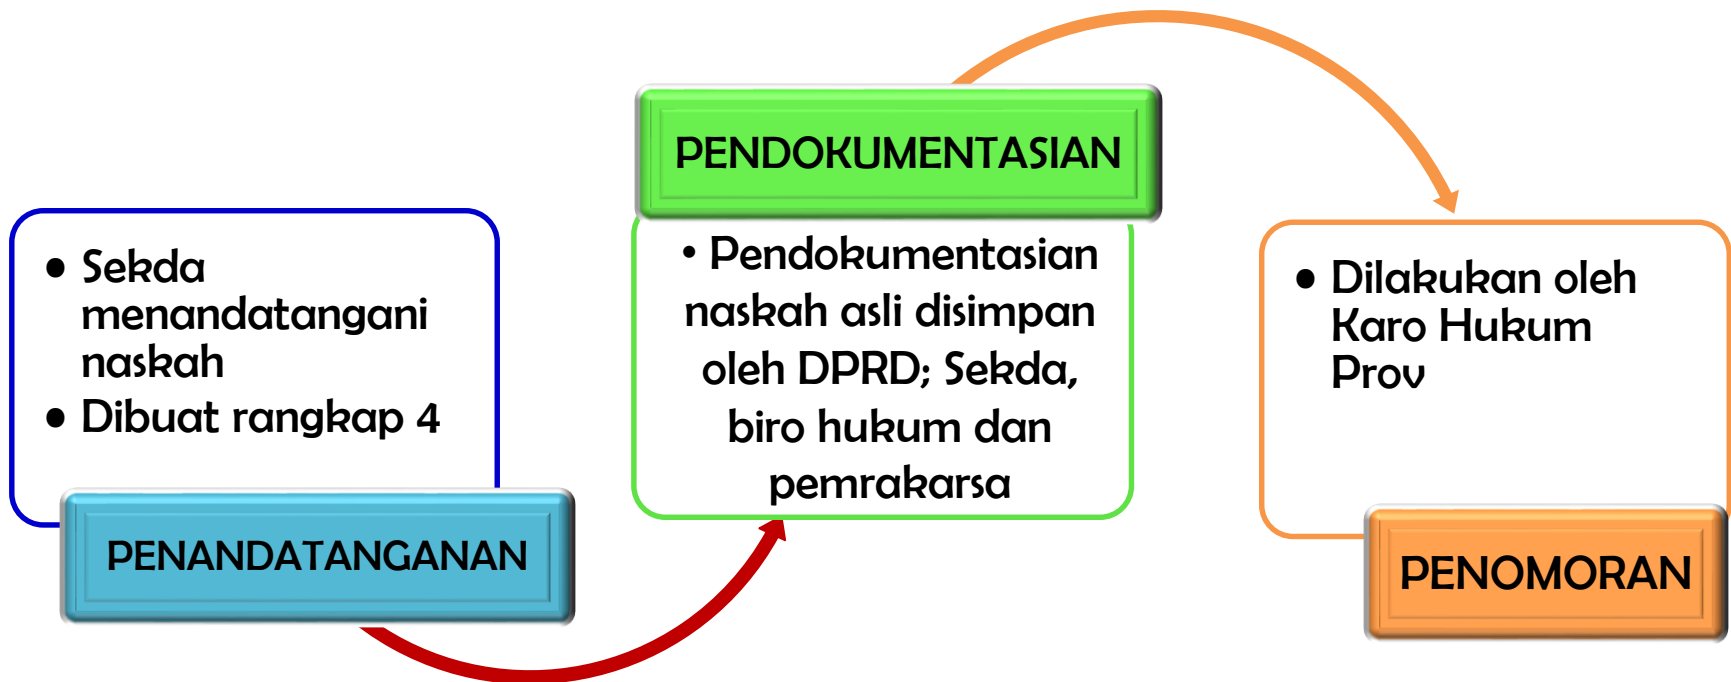 • Sekda
menandatangani
naskah
• Dibuat rangkap 4
PENANDATANGANAN
PENDOKUMENTASIAN
• Pendokumentasian
naskah asli disimpan
oleh DPRD; Sekda,
biro hukum dan
pemrakarsa
• Dilakukan oleh
Karo Hukum
Prov
PENOMORAN